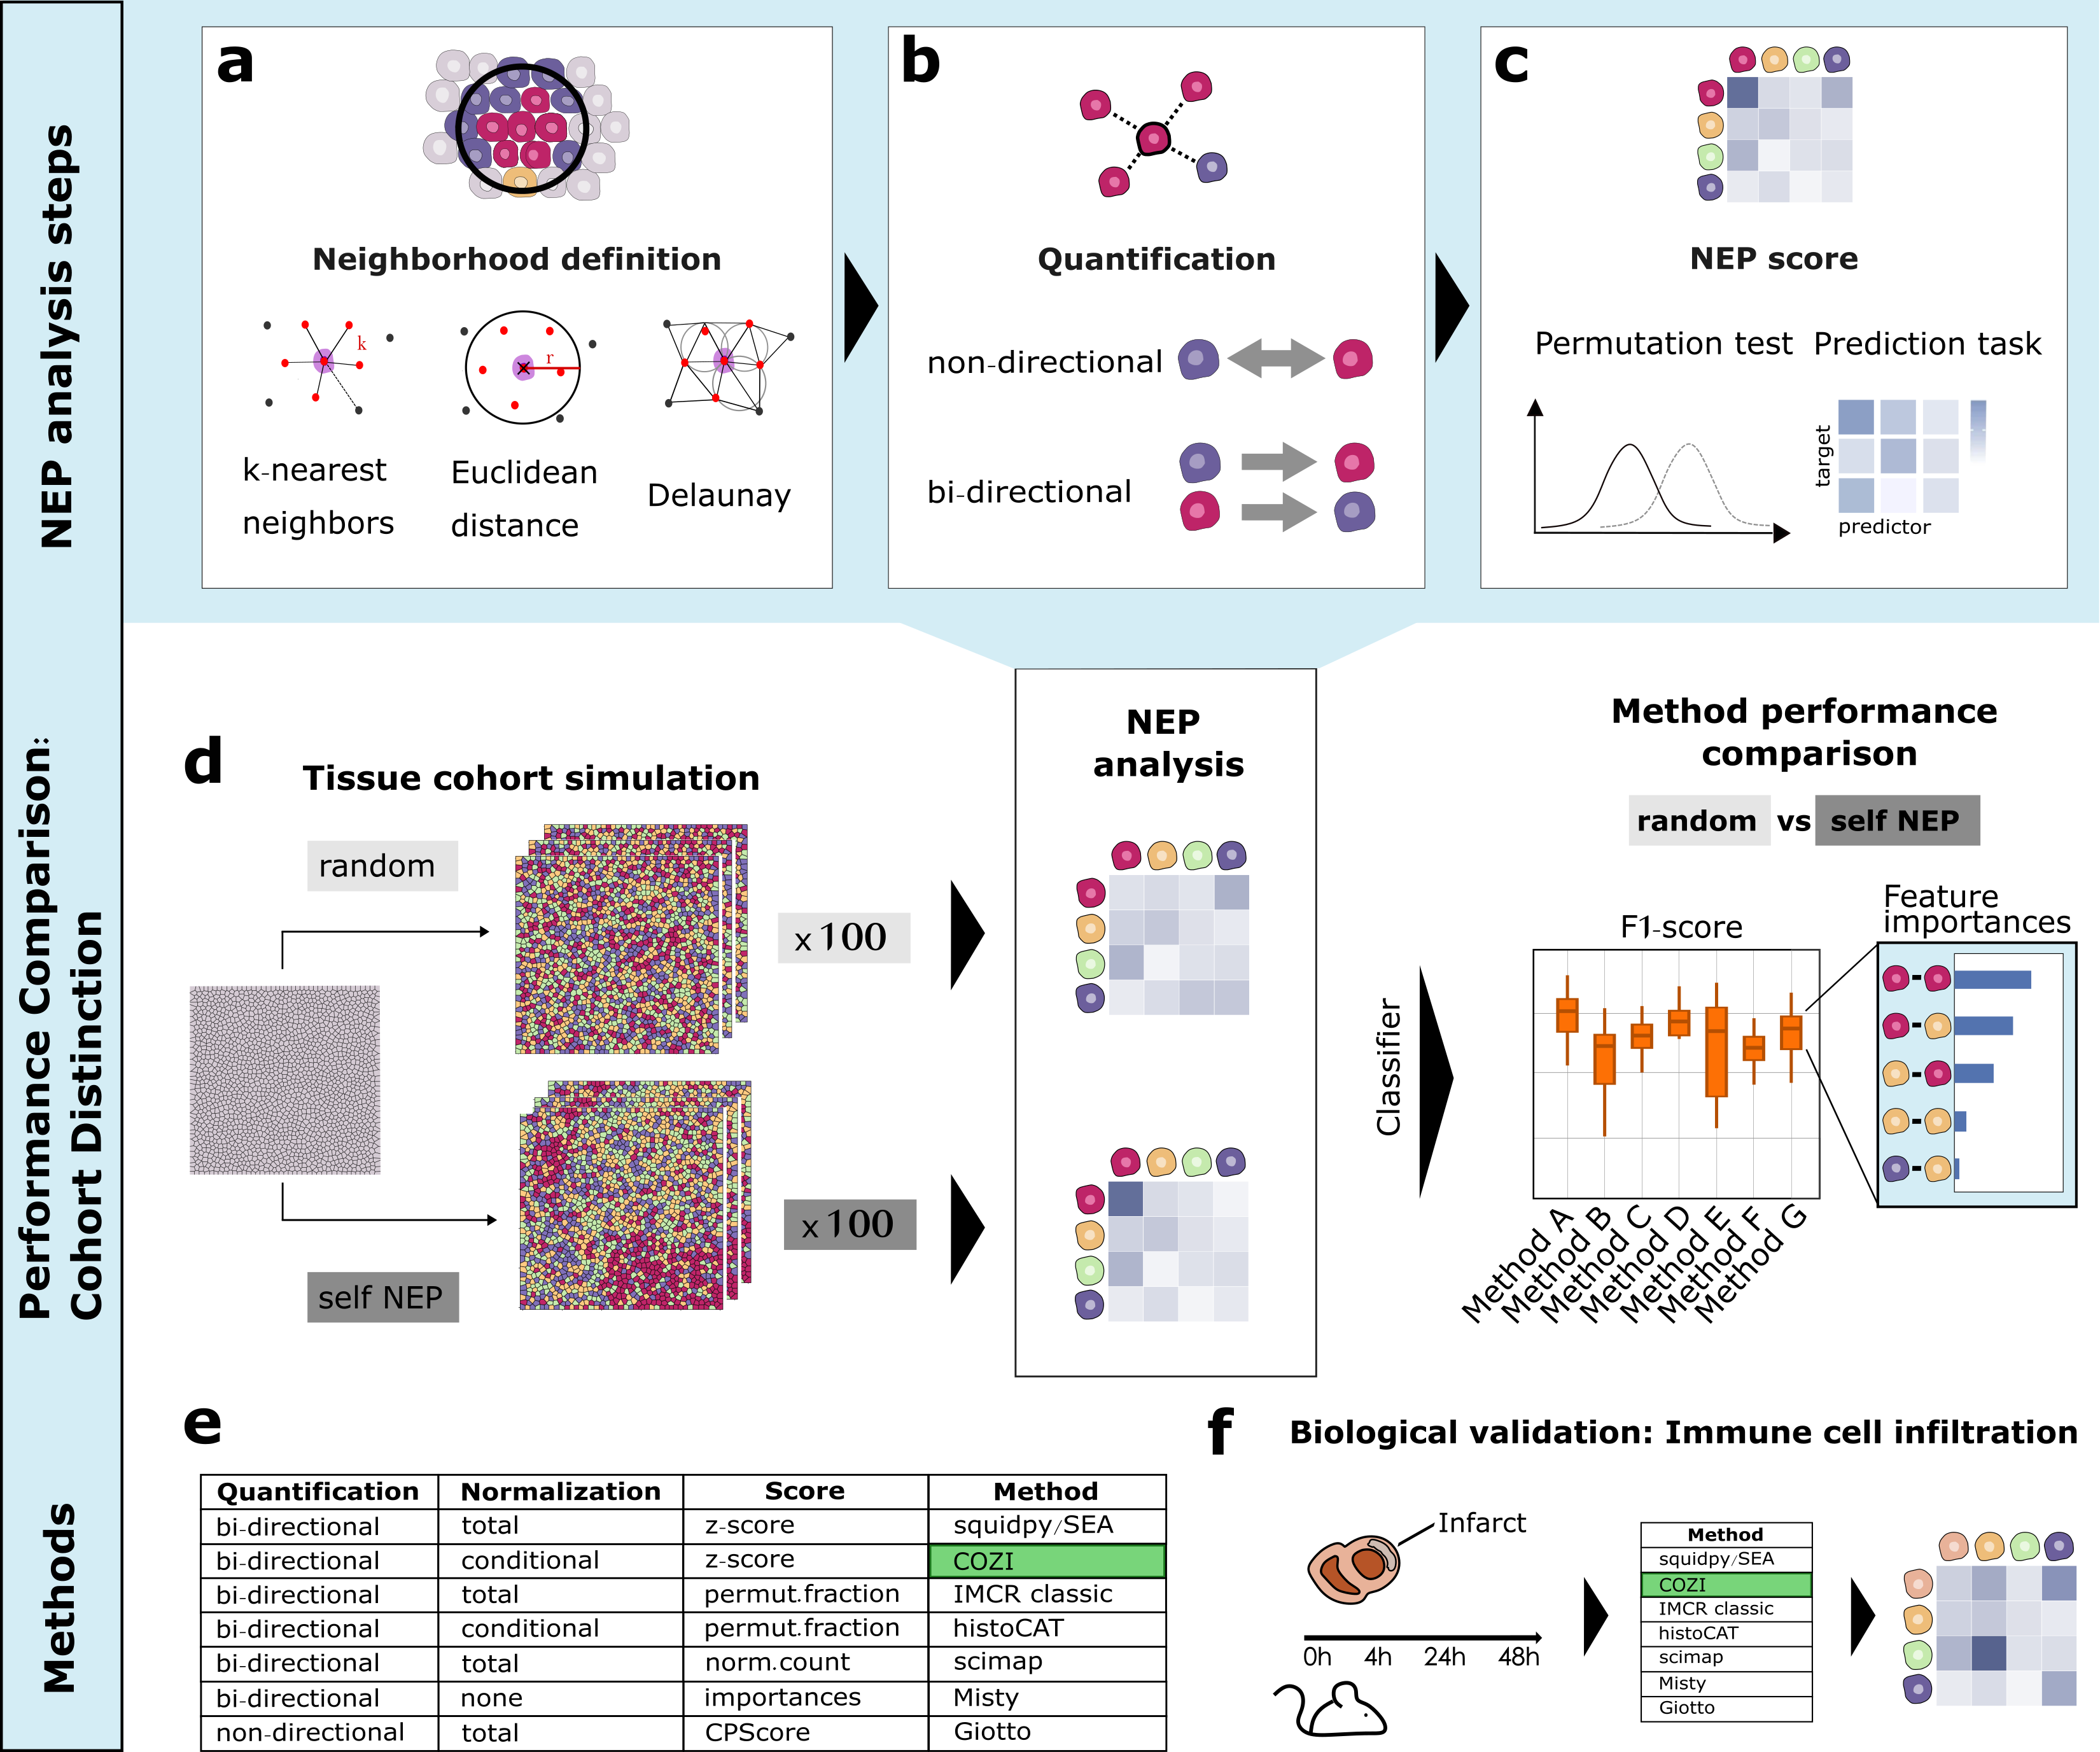 NEP analysis steps
a
Neighborhood definition
k
r
k-nearest
neighbors
Euclidean
distance
Delaunay
b
Quantification
non-directional
bi-directional
c
NEP score
Permutation test
Prediction task
target
predictor
Performance Comparison:
Cohort Distinction
d
Tissue cohort simulation
random
x 100
self NEP
x 100
NEP
analysis
Classifier
Method performance
comparison
random vs self NEP
F1-score
Method A
Method B
Method C
Method D
Method E
Method F
Method G
Feature
importances
Methods
e
Quantification Normalization Score Method
bi-directional total z-score squidpy/SEA
bi-directional conditional z-score COZI
bi-directional total permut.fraction IMCR classic
bi-directional conditional permut.fraction histoCAT
bi-directional total norm.count scimap
bi-directional none importances Misty
non-directional total CPScore Giotto
f
Biological validation: Immune cell infiltration
Infarct
0h 4h 24h 48h
Method
squidpy/SEA
COZI
IMCR classic
histoCAT
scimap
Misty
Giotto